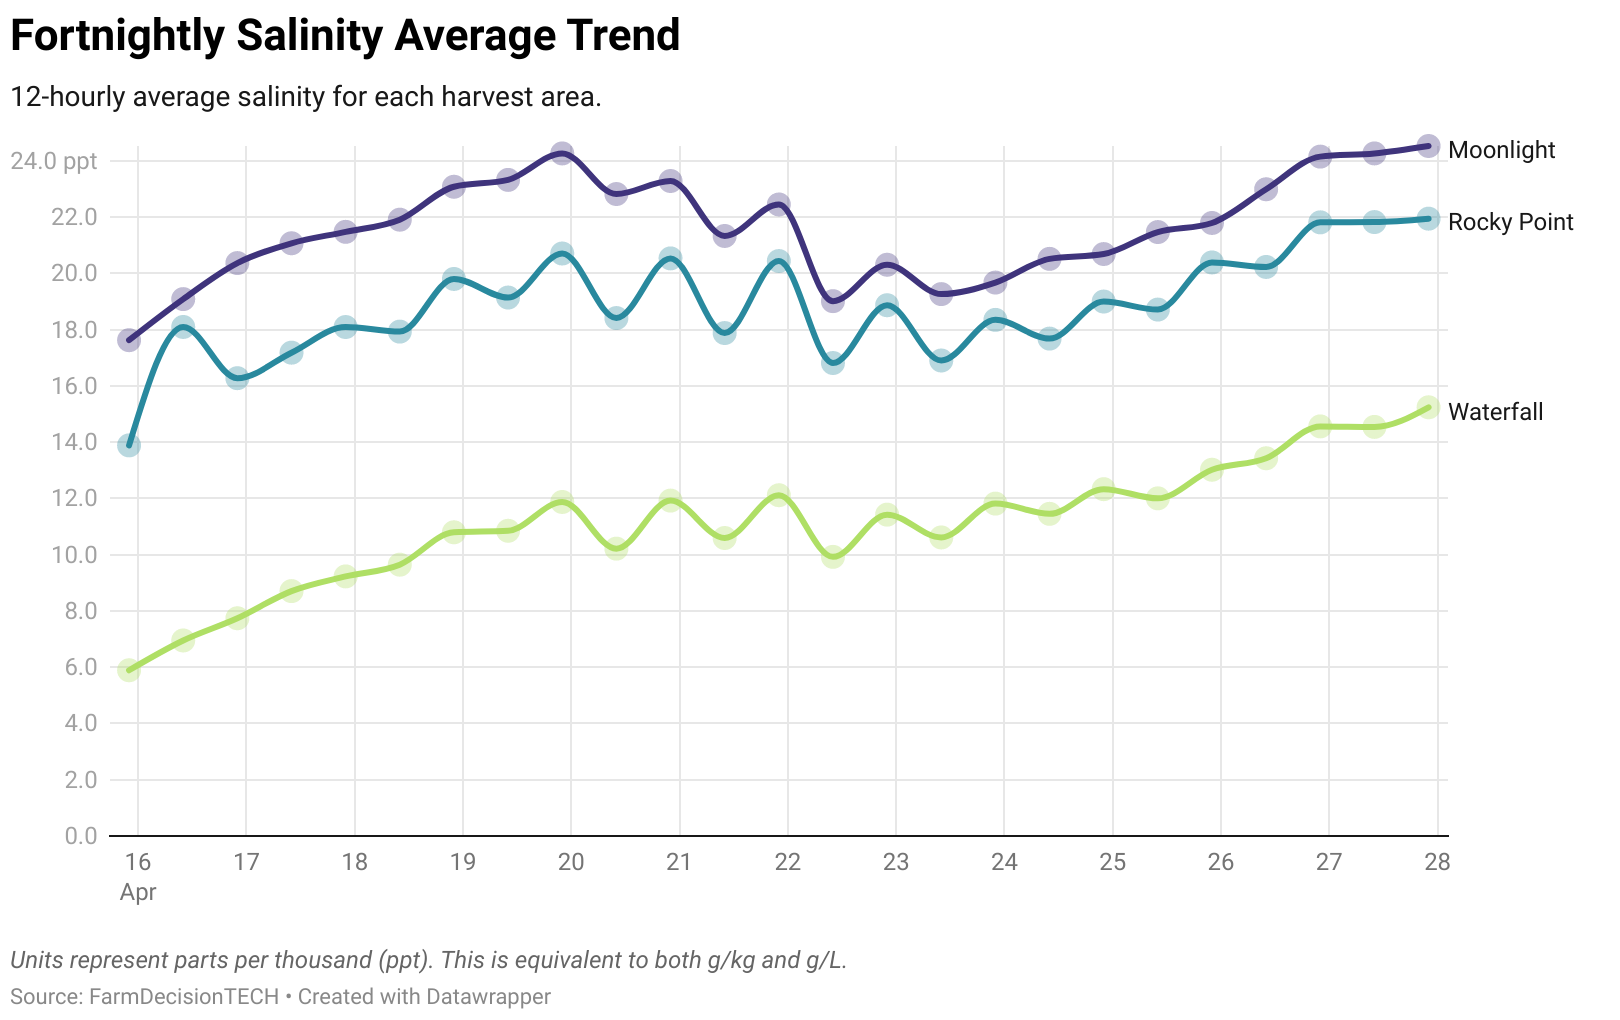 Fortnightly Salinity Average Trend
12-hourly average salinity for each harvest area.
24.0 ppt
22.0
20.0
18.0
16.0
14.0
12.0
10.0
8.0
6.0
4.0
2.0
0.0
Moonlight
Rocky Point
Waterfall
16 17 18 19 20 21 22 23 24 25 26 27 28
Apr
Units represent parts per thousand (ppt). This is equivalent to both g/kg and g/L.
Source: FarmDecisionTECH • Created with Datawrapper